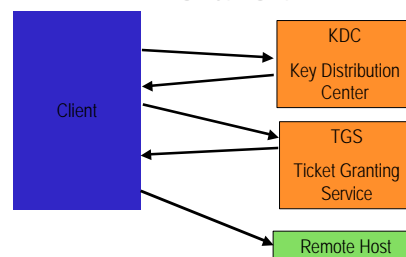 Client
KDC
Key Distribution
Center
TGS
Ticket Granting
Service
Remote Host